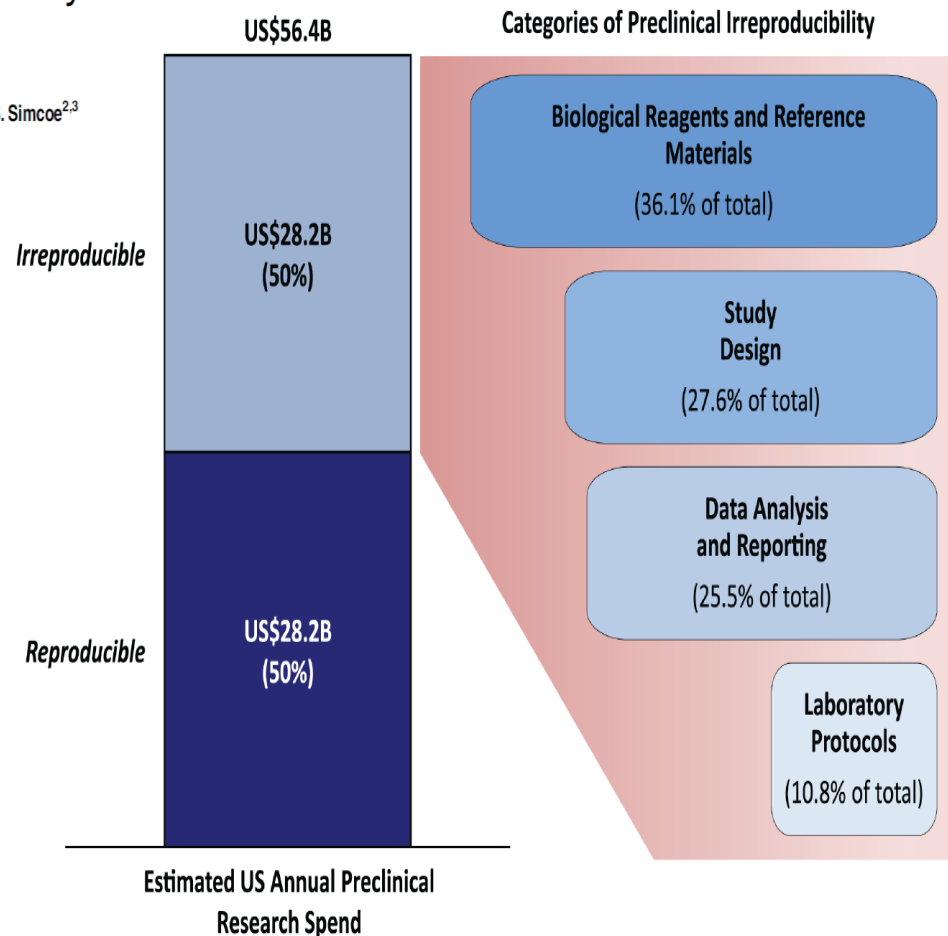 US$56.4B
Categories of Preclinical Irreproducibility
. Simcoe2,3
Biological Reagents and Reference
Materials
(36.1% of total)
Irreproducible
US$28.2B
(50%)
Study
Design
(27.6% of total)
Data Analysis
and Reporting
(25.5% of total)
Reproducible
US$28.2B
(50%)
Laboratory
Protocols
(10.8% of total)
Estimated US Annual Preclinical
Research Spend